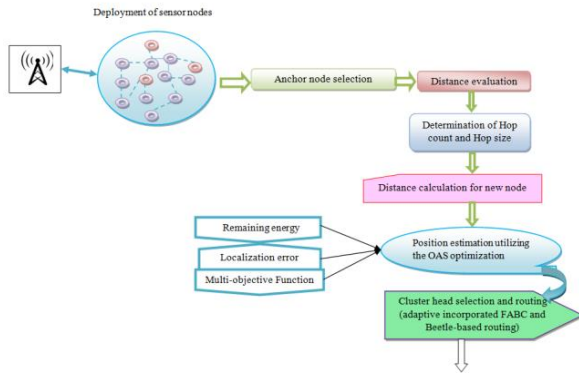 Deployment of sensor nodes
Anchor node selection
Distance evaluation
Determination of Hop
count and Hop size
Distance calculation for new node
Remaining energy
Localization error
Multi-objective Function
Position estimation utilizing
the OAS optimization
Cluster head selection and routing
(adaptive incorporated FABC and
Beetle-based routing)